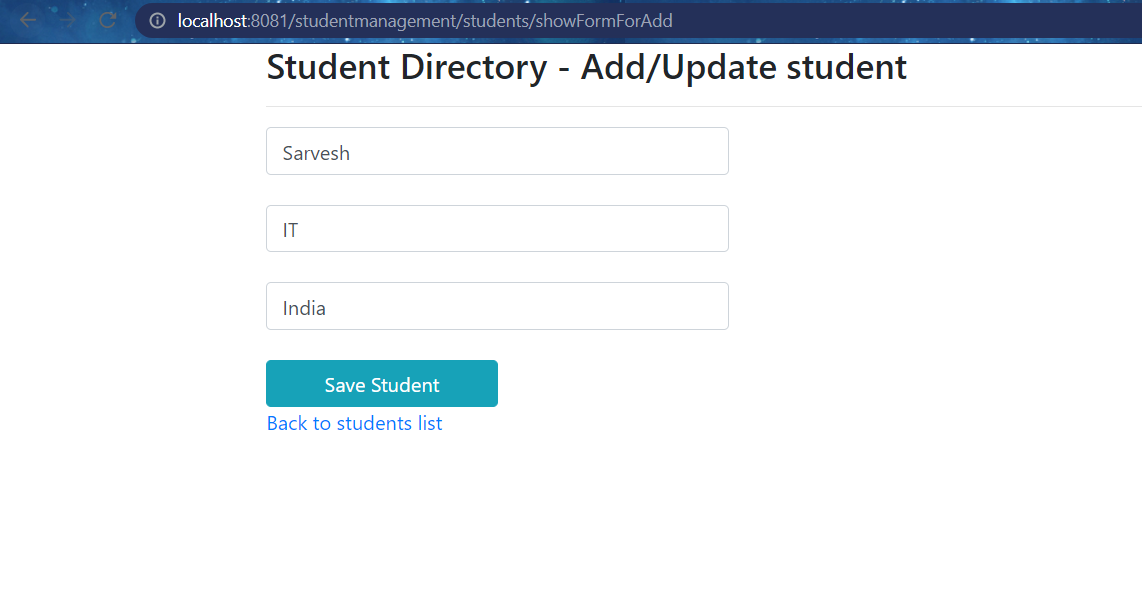 localhost:8081/studentmanagement/students/showFormForAdd
Student Directory - Add/Update student
Sarvesh
IT
India
Save Student
Back to students list